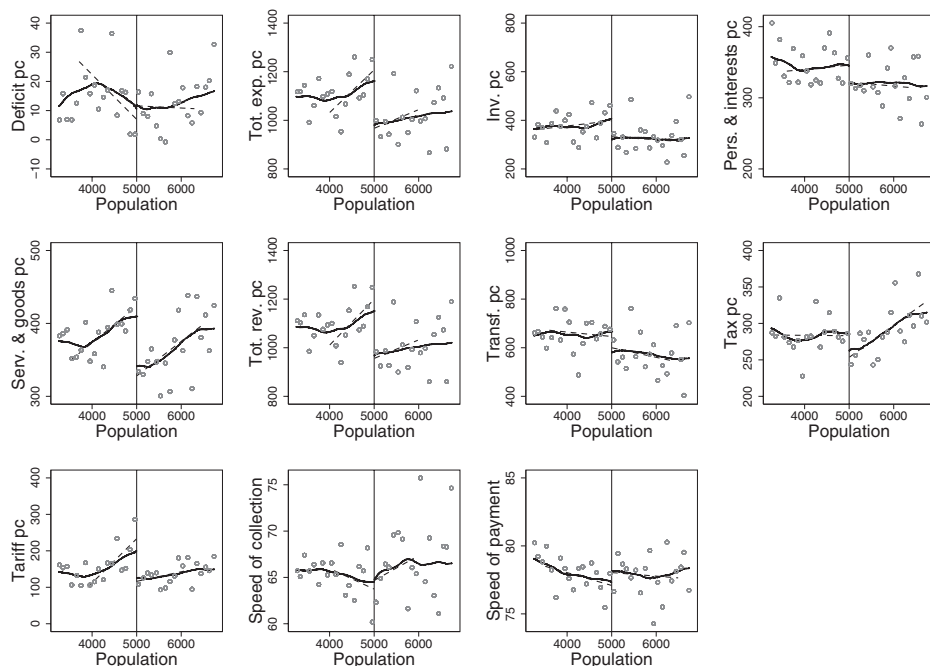 Deficit pc
−10 0 10 20 30 40
4000 5000 6000
Population
Tot. exp. pc
800 1000 1200 1400
4000 5000 6000
Population
Inv. pc
200 400 600 800
4000 5000 6000
Population
Pers. & interests pc
250 300 350 400
4000 5000 6000
Population
Serv. & goods pc
300 400 500
4000 5000 6000
Population
Tot. rev. pc
800 1000 1200 1400
4000 5000 6000
Population
Transf. pc
400 600 800 1000
4000 5000 6000
Population
Tax pc
200 250 300 350 400
4000 5000 6000
Population
Tariff pc
0 100 200 300 400
4000 5000 6000
Population
Speed of collection
60 65 70 75
4000 5000 6000
Population
Speed of payment
75 80 85
4000 5000 6000
Population